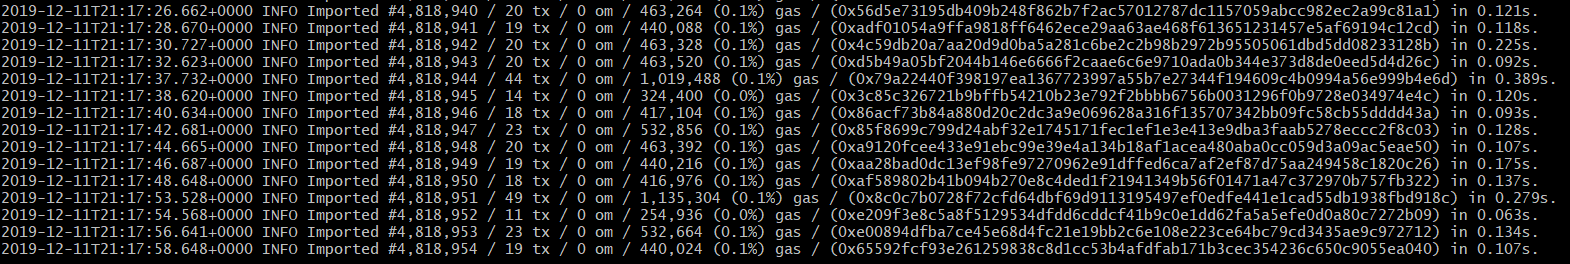 2019-12-11T21:17:26.662+0000 INFO Imported #4,818,940 / 20 tx / 0 om / 463,264 (0.1%) gas / (0x56d5e73195db409b248f862b7f2ac57012787dc1157059abcc982ec2a99c81a1) in 0.121s.
2019-12-11T21:17:28.670+0000 INFO Imported #4,818,941 / 19 tx / 0 om / 440,088 (0.1%) gas / (0xadf01054a9ffa9818ff6462ece29aa63ae468f613651231457e5af69194c12cd) in 0.118s.
2019-12-11T21:17:30.727+0000 INFO Imported #4,818,942 / 20 tx / 0 om / 463,328 (0.1%) gas / (0x4c59db20a7aa20d9d0ba5a281c6be2c2b98b2972b95505061dbd5dd08233128b) in 0.225s.
2019-12-11T21:17:32.623+0000 INFO Imported #4,818,943 / 20 tx / 0 om / 463,520 (0.1%) gas / (0xd5b49a05bf2044b146e6666f2caae6c6e9710ada0b344e373d8de0eed5d4d26c) in 0.092s.
2019-12-11T21:17:37.732+0000 INFO Imported #4,818,944 / 44 tx / 0 om / 1,019,488 (0.1%) gas / (0x79a22440f398197ea1367723997a55b7e27344f194609c4b0994a56e999b4e6d) in 0.389s.
2019-12-11T21:17:38.620+0000 INFO Imported #4,818,945 / 14 tx / 0 om / 324,400 (0.0%) gas / (0x3c85c326721b9bffb54210b23e792f2bbbb6756b0031296f0b9728e034974e4c) in 0.120s.
2019-12-11T21:17:40.634+0000 INFO Imported #4,818,946 / 18 tx / 0 om / 417,104 (0.1%) gas / (0x86acf73b84a880d20c2dc3a9e069628a316f135707342bb09fc58cb55dddd43a) in 0.093s.
2019-12-11T21:17:42.681+0000 INFO Imported #4,818,947 / 23 tx / 0 om / 532,856 (0.1%) gas / (0x85f8699c799d24abf32e1745171fec1ef1e3e413e9dba3faab5278eccc2f8c03) in 0.128s.
2019-12-11T21:17:44.665+0000 INFO Imported #4,818,948 / 20 tx / 0 om / 463,392 (0.1%) gas / (0xa9120fcee433e91ebc99e39e4a134b18af1acea480aba0cc059d3a09ac5eae50) in 0.107s.
2019-12-11T21:17:46.687+0000 INFO Imported #4,818,949 / 19 tx / 0 om / 440,216 (0.1%) gas / (0xaa28bad0dc13ef98fe97270962e91dffed6ca7af2ef87d75aa249458c1820c26) in 0.175s.
2019-12-11T21:17:48.648+0000 INFO Imported #4,818,950 / 18 tx / 0 om / 416,976 (0.1%) gas / (0xaf589802b41b094b270e8c4ded1f21941349b56f01471a47c372970b757fb322) in 0.137s.
2019-12-11T21:17:53.528+0000 INFO Imported #4,818,951 / 49 tx / 0 om / 1,135,304 (0.1%) gas / (0x8c0c7b0728f72cfd64dbf69d9113195497ef0edfe441e1cad55db1938fbd918c) in 0.279s.
2019-12-11T21:17:54.568+0000 INFO Imported #4,818,952 / 11 tx / 0 om / 254,936 (0.0%) gas / (0xe209f3e8c5a8f5129534dfdd6cddcf41b9c0e1dd62fa5a5efe0d0a80c7272b09) in 0.063s.
2019-12-11T21:17:56.641+0000 INFO Imported #4,818,953 / 23 tx / 0 om / 532,664 (0.1%) gas / (0xe00894dfba7ce45e68d4fc21e19bb2c6e108e223ce64bc79cd3435ae9c972712) in 0.134s.
2019-12-11T21:17:58.648+0000 INFO Imported #4,818,954 / 19 tx / 0 om / 440,024 (0.1%) gas / (0x65592fcf93e261259838c8d1cc53b4afdfab171b3cec354236c650c9055ea040) in 0.107s.